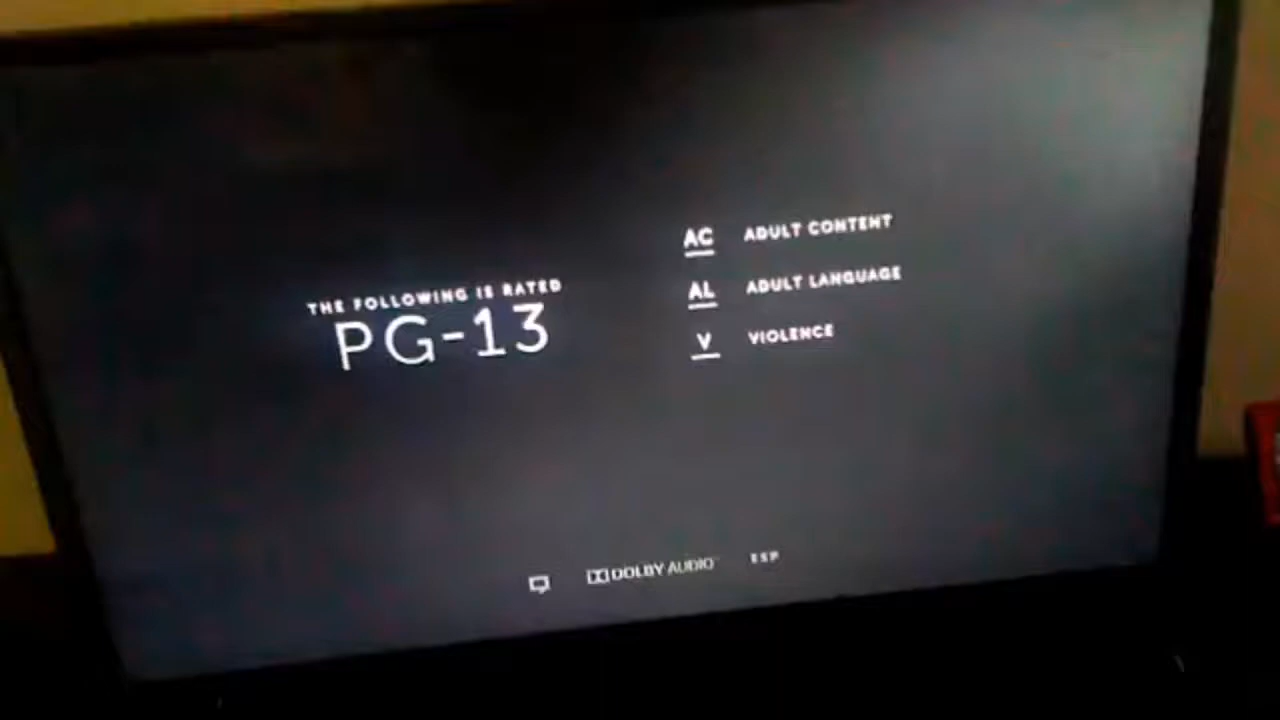 THE FOLLOWING IS RATED
PG-13
AC ADULT CONTENT
AL ADULT LANGUAGE
V VIOLENCE
DOLBY AUDIO ESP